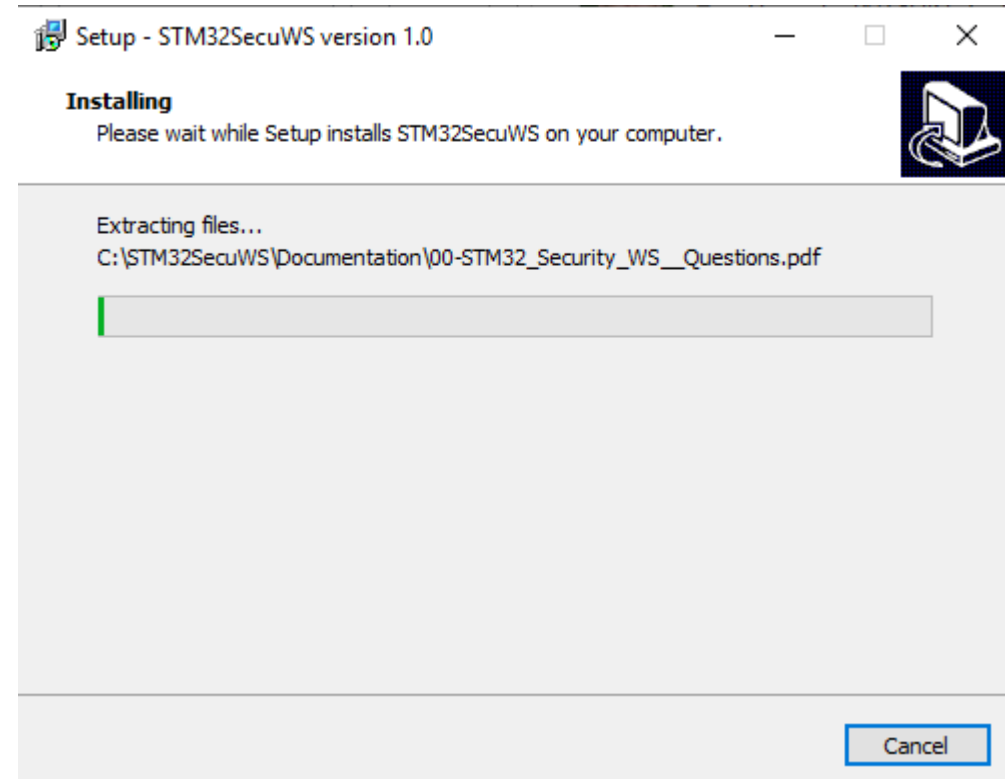 Setup - STM32SecuWS version 1.0
Installing
Please wait while Setup installs STM32SecuWS on your computer.
Extracting files...
C:\STM32SecuWS\Documentation\00-STM32_Security_WS__Questions.pdf
Cancel